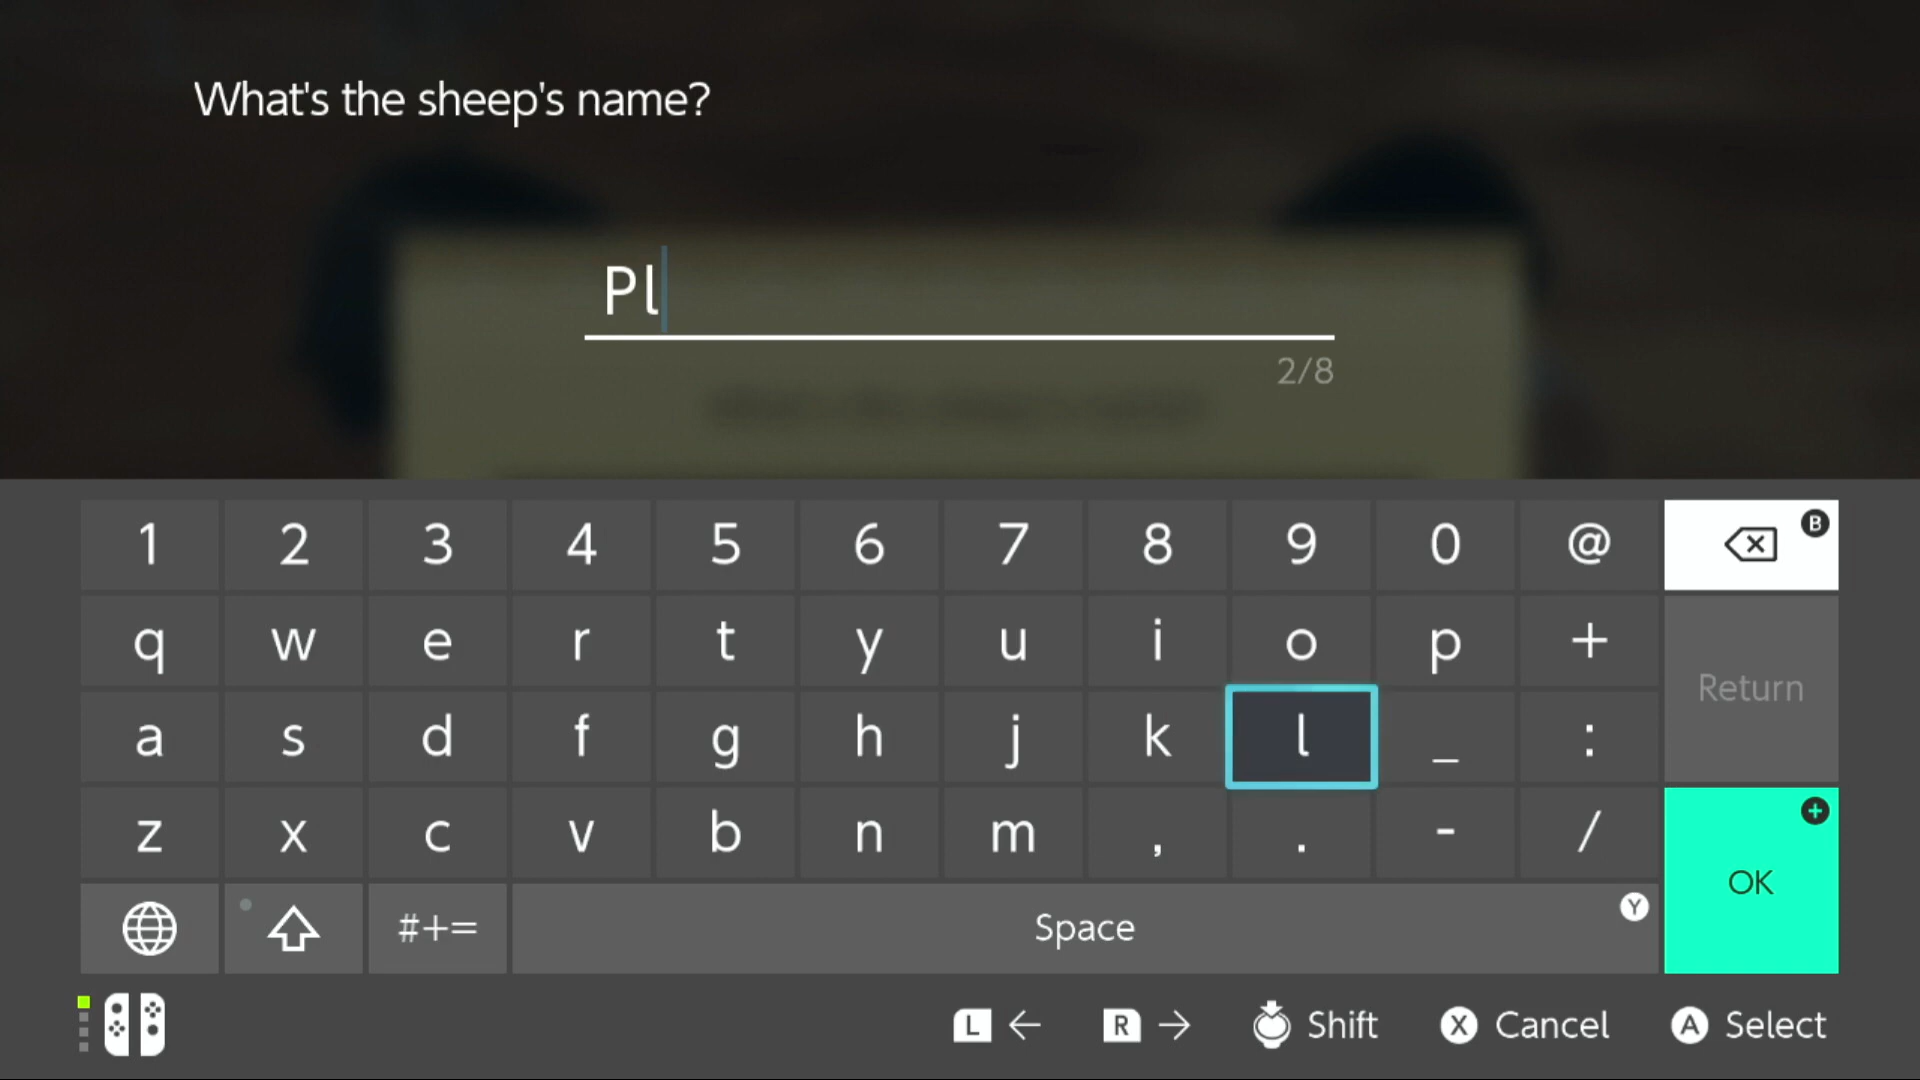 What's the sheep's name?
Pl
2/8
1 2 3 4 5 6 7 8 9 0 @ B
q w e r t y u i o p +
Return
a s d f g h j k l _ :
z x c v b n m , . - /
OK
#+= Space Y
L ← R → Shift X Cancel A Select